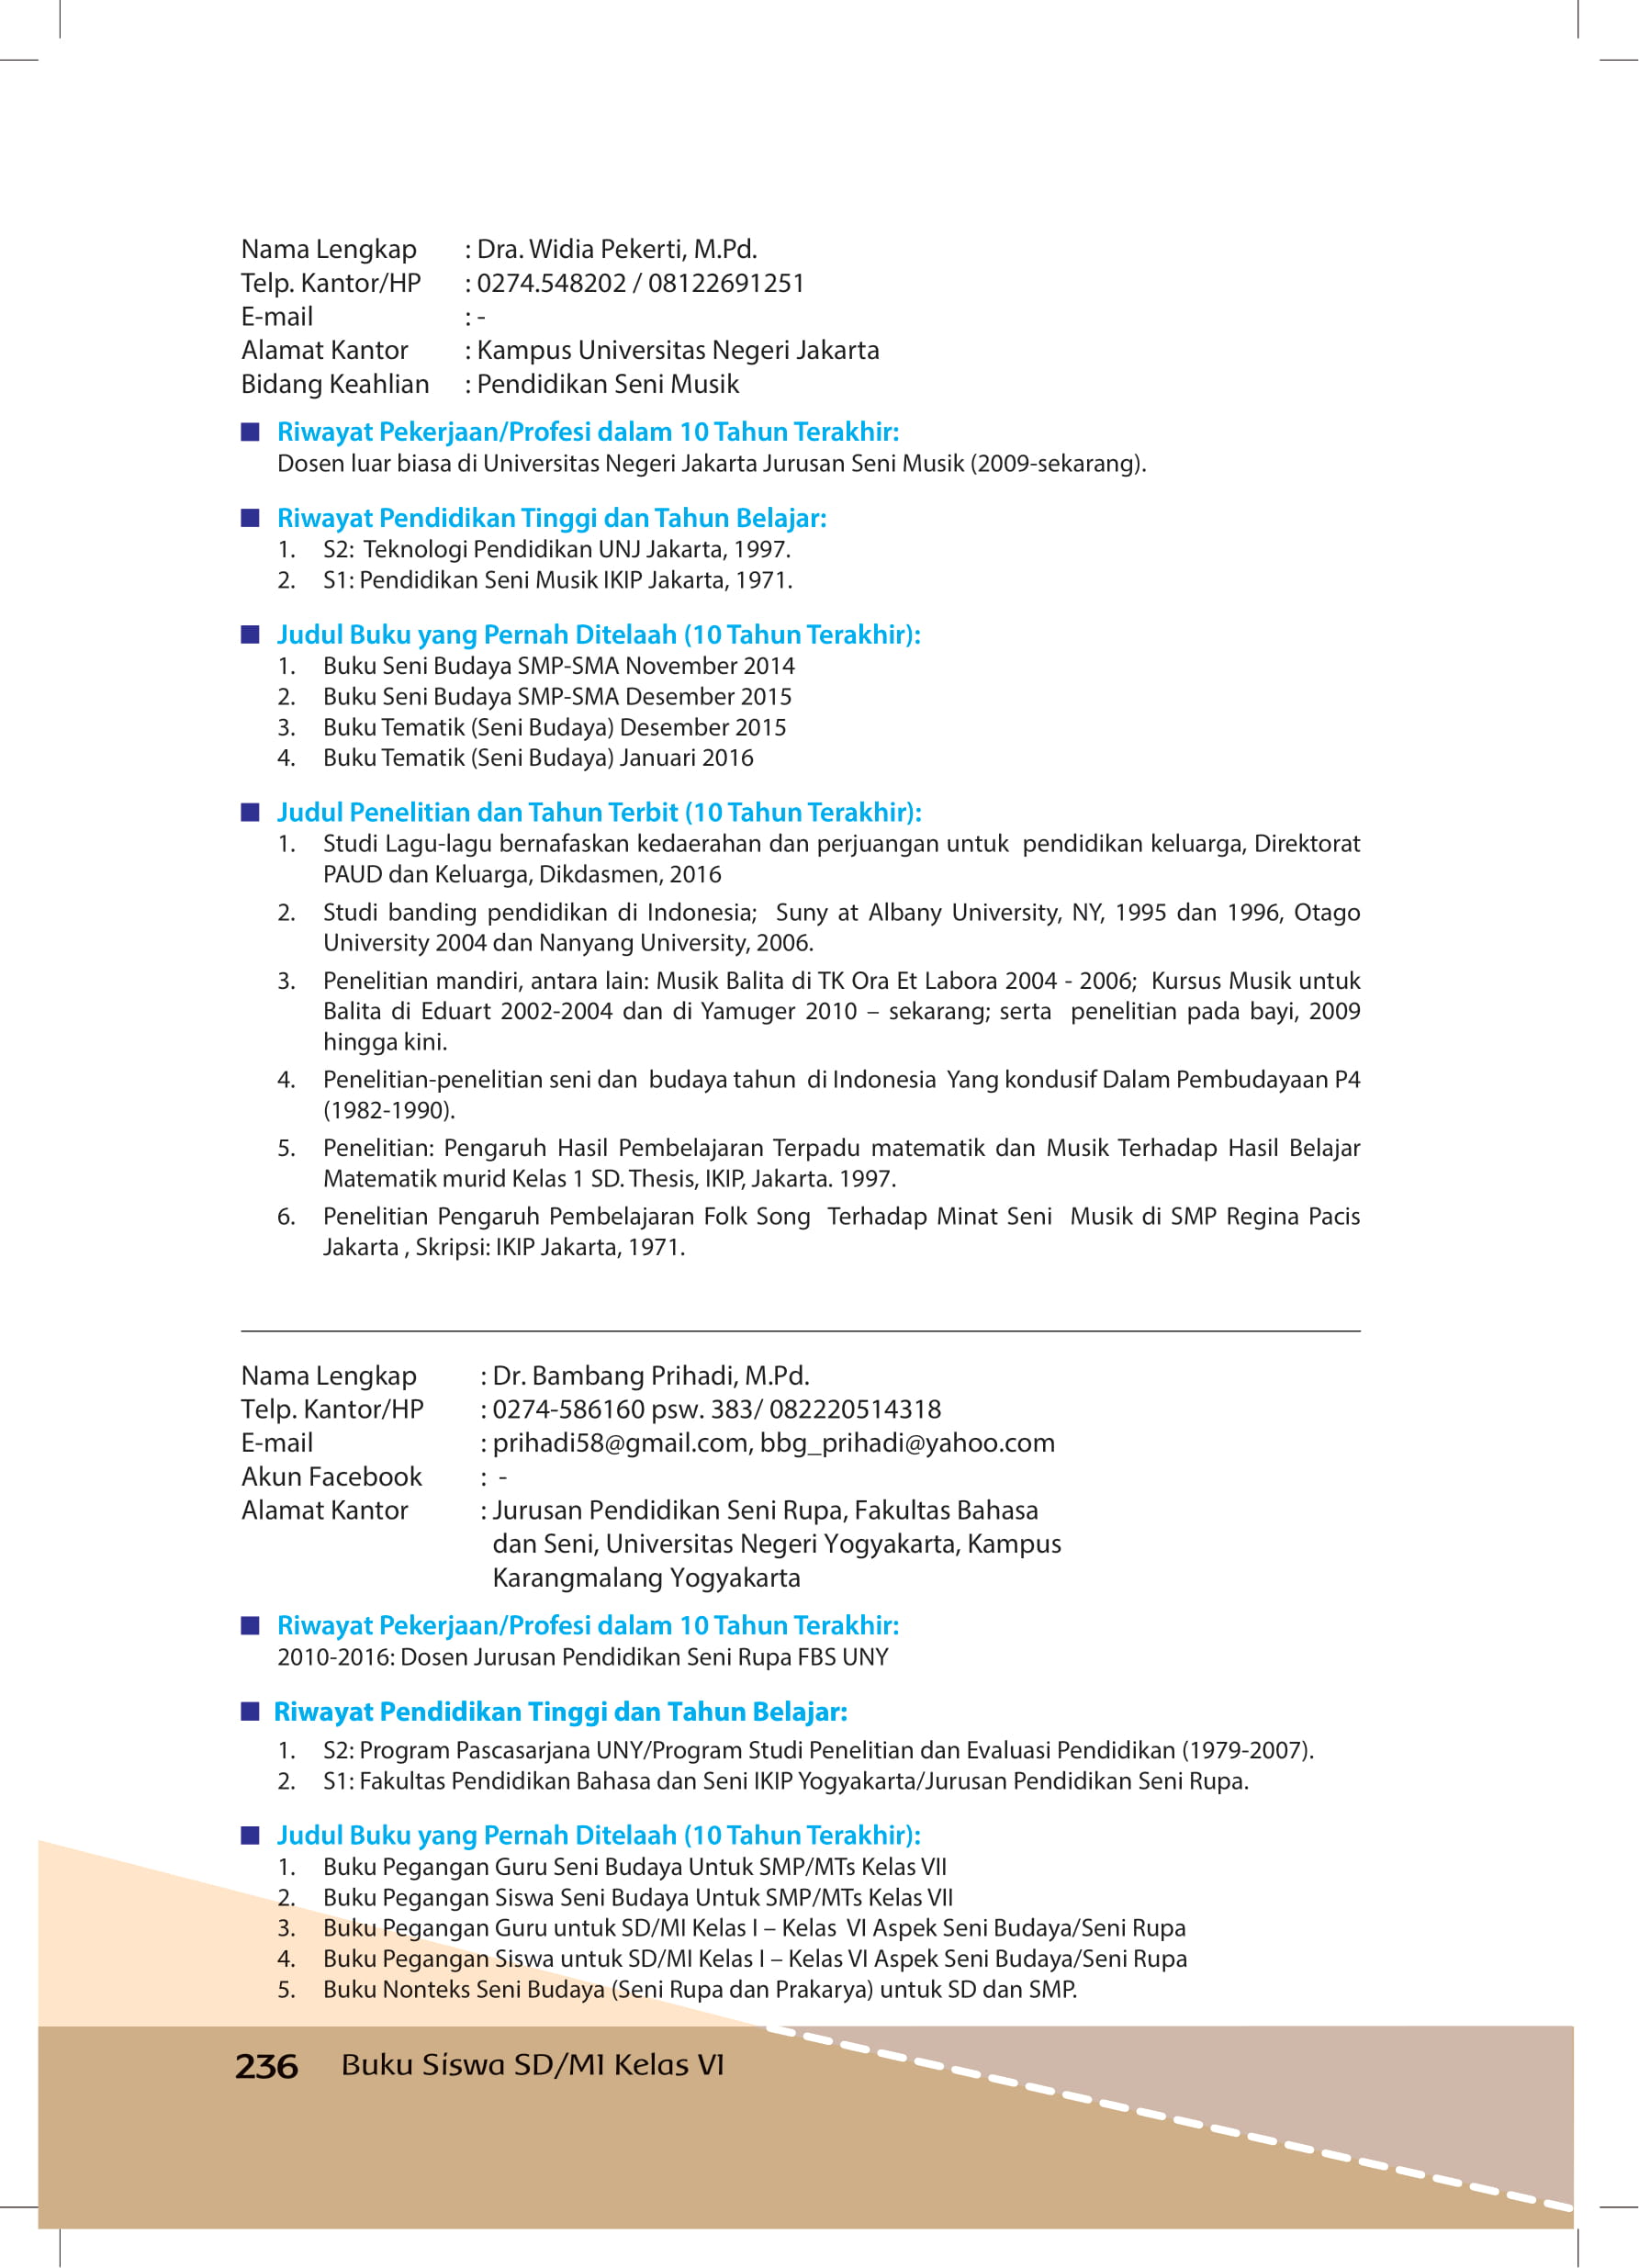 Nama Lengkap : Dra. Widia Pekerti, M.Pd.
Telp. Kantor/HP : 0274.548202 / 08122691251
E-mail : -
Alamat Kantor : Kampus Universitas Negeri Jakarta
Bidang Keahlian : Pendidikan Seni Musik
Riwayat Pekerjaan/Profesi dalam 10 Tahun Terakhir:
Dosen luar biasa di Universitas Negeri Jakarta Jurusan Seni Musik (2009-sekarang).
Riwayat Pendidikan Tinggi dan Tahun Belajar:
1. S2: Teknologi Pendidikan UNJ Jakarta, 1997.
2. S1: Pendidikan Seni Musik IKIP Jakarta, 1971.
Judul Buku yang Pernah Ditelaah (10 Tahun Terakhir):
1. Buku Seni Budaya SMP-SMA November 2014
2. Buku Seni Budaya SMP-SMA Desember 2015
3. Buku Tematik (Seni Budaya) Desember 2015
4. Buku Tematik (Seni Budaya) Januari 2016
Judul Penelitian dan Tahun Terbit (10 Tahun Terakhir):
1. Studi Lagu-lagu bernafaskan kedaerahan dan perjuangan untuk pendidikan keluarga, Direktorat
PAUD dan Keluarga, Dikdasmen, 2016
2. Studi banding pendidikan di Indonesia; Suny at Albany University, NY, 1995 dan 1996, Otago
University 2004 dan Nanyang University, 2006.
3. Penelitian mandiri, antara lain: Musik Balita di TK Ora Et Labora 2004 - 2006; Kursus Musik untuk
Balita di Eduart 2002-2004 dan di Yamuger 2010 – sekarang; serta penelitian pada bayi, 2009
hingga kini.
4. Penelitian-penelitian seni dan budaya tahun di Indonesia Yang kondusif Dalam Pembudayaan P4
(1982-1990).
5. Penelitian: Pengaruh Hasil Pembelajaran Terpadu matematik dan Musik Terhadap Hasil Belajar
Matematik murid Kelas 1 SD. Thesis, IKIP, Jakarta. 1997.
6. Penelitian Pengaruh Pembelajaran Folk Song Terhadap Minat Seni Musik di SMP Regina Pacis
Jakarta , Skripsi: IKIP Jakarta, 1971.
Nama Lengkap : Dr. Bambang Prihadi, M.Pd.
Telp. Kantor/HP : 0274-586160 psw. 383/ 082220514318
E-mail : prihadi58@gmail.com, bbg_prihadi@yahoo.com
Akun Facebook : -
Alamat Kantor : Jurusan Pendidikan Seni Rupa, Fakultas Bahasa
dan Seni, Universitas Negeri Yogyakarta, Kampus
Karangmalang Yogyakarta
Riwayat Pekerjaan/Profesi dalam 10 Tahun Terakhir:
2010-2016: Dosen Jurusan Pendidikan Seni Rupa FBS UNY
Riwayat Pendidikan Tinggi dan Tahun Belajar:
1. S2: Program Pascasarjana UNY/Program Studi Penelitian dan Evaluasi Pendidikan (1979-2007).
2. S1: Fakultas Pendidikan Bahasa dan Seni IKIP Yogyakarta/Jurusan Pendidikan Seni Rupa.
Judul Buku yang Pernah Ditelaah (10 Tahun Terakhir):
1. Buku Pegangan Guru Seni Budaya Untuk SMP/MTs Kelas VII
2. Buku Pegangan Siswa Seni Budaya Untuk SMP/MTs Kelas VII
3. Buku Pegangan Guru untuk SD/MI Kelas I – Kelas VI Aspek Seni Budaya/Seni Rupa
4. Buku Pegangan Siswa untuk SD/MI Kelas I – Kelas VI Aspek Seni Budaya/Seni Rupa
5. Buku Nonteks Seni Budaya (Seni Rupa dan Prakarya) untuk SD dan SMP.
236 Buku Siswa SD/MI Kelas VI